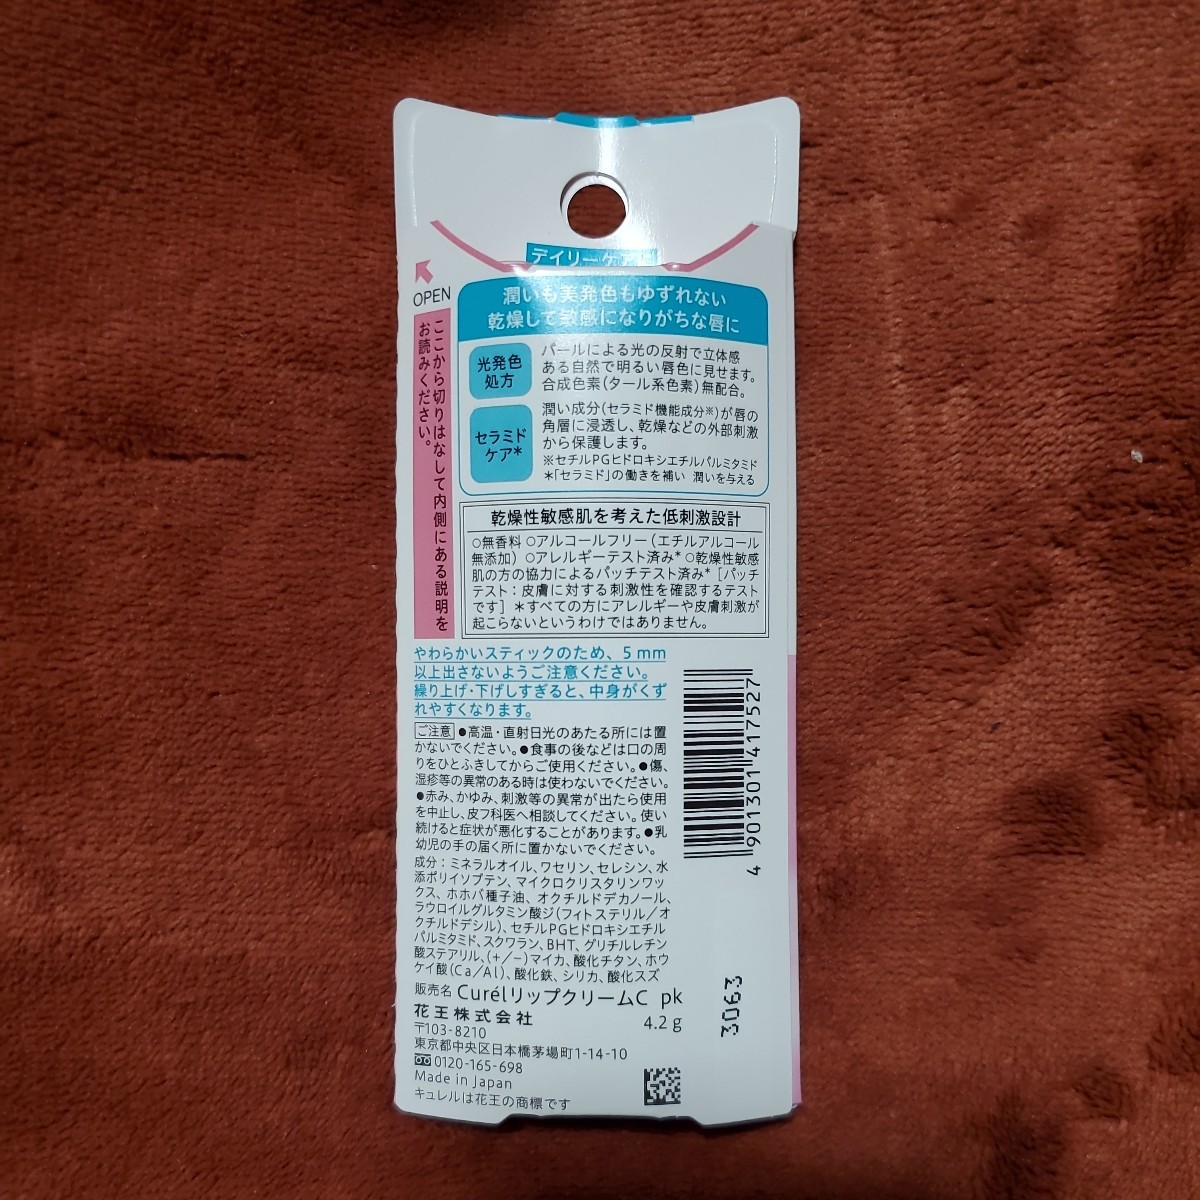 デイリーケア
OPEN
ここから切りはなして内側にある説明を
お読みください。
潤いも美発色もゆずれない
乾燥して敏感になりがちな唇に
光発色
処方
パールによる光の反射で立体感
ある自然で明るい唇色に見せます。
合成色素(タール系色素)無配合。
セラミド
ケア*
潤い成分(セラミド機能成分※)が唇の
角層に浸透し、乾燥などの外部刺激
から保護します。
※セチルPGヒドロキシエチルパルミタミド
*「セラミド」の働きを補い 潤いを与える
乾燥性敏感肌を考えた低刺激設計
○無香料 ○アルコールフリー(エチルアルコール
無添加) ○アレルギーテスト済み* ○乾燥性敏感
肌の方の協力によるパッチテスト済み* [パッチ
テスト:皮膚に対する刺激性を確認するテスト
です] *すべての方にアレルギーや皮膚刺激が
起こらないというわけではありません。
やわらかいスティックのため、5 mm
以上出さないようご注意ください。
繰り上げ・下げしすぎると、中身がくず
れやすくなります。
ご注意 ●高温・直射日光のあたる所には置
かないでください。●食事の後などは口の周
りをひとふきしてからご使用ください。●傷、
湿疹等の異常のある時は使わないでください。
●赤み、かゆみ、刺激等の異常が出たら使用
を中止し、皮フ科医へ相談してください。使い
続けると症状が悪化することがあります。●乳
幼児の手の届く所に置かないでください。
成分:ミネラルオイル、ワセリン、セレシン、水
添ポリイソブテン、マイクロクリスタリンワッ
クス、ホホバ種子油、オクチルドデカノール、
ラウロイルグルタミン酸ジ(フィトステリル/オ
クチルドデシル)、セチルPGヒドロキシエチル
パルミタミド、スクワラン、BHT、グリチルレチン
酸ステアリル、(+/−)マイカ、酸化チタン、ホウ
ケイ酸(Ca/Al)、酸化鉄、シリカ、酸化スズ
販売名 CurélリップクリームC pk
4.2 g
花王株式会社
〒103-8210
東京都中央区日本橋茅場町1-14-10
0120-165-698
Made in Japan
キュレルは花王の商標です
4 901301 417527
3063